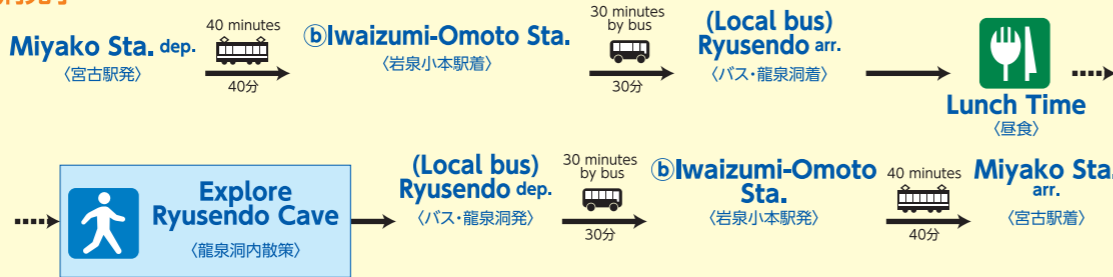 40 minutes
Miyako Sta. dep.
〈宮古駅発〉
40分
ⓑIwaizumi-Omoto Sta.
〈岩泉小本駅着〉
30 minutes
by bus
30分
(Local bus)
Ryusendo arr.
〈バス・龍泉洞着〉
Lunch Time
〈昼食〉
Explore
Ryusendo Cave
〈龍泉洞内散策〉
(Local bus)
Ryusendo dep.
〈バス・龍泉洞発〉
30 minutes
by bus
30分
ⓑIwaizumi-Omoto
Sta.
〈岩泉小本駅発〉
40 minutes
40分
Miyako Sta.
arr.
〈宮古駅着〉